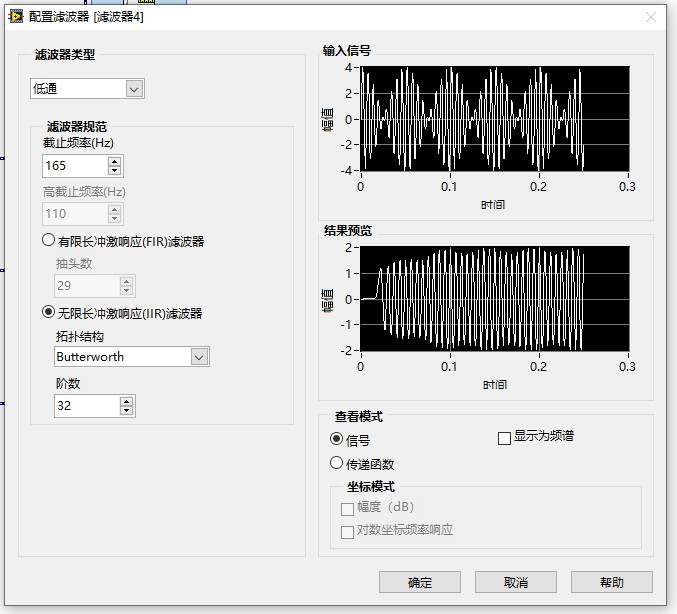 配置滤波器 [滤波器4]
滤波器类型
低通
滤波器规范
截止频率(Hz)
165
高截止频率(Hz)
110
有限长冲激响应(FIR)滤波器
抽头数
29
无限长冲激响应(IIR)滤波器
拓扑结构
Butterworth
阶数
32
输入信号
幅值
4
2
0
-2
-4
0 0.1 0.2 0.3
时间
结果预览
幅值
2
1
0
-1
-2
0 0.1 0.2 0.3
时间
查看模式
信号
显示为频谱
传递函数
坐标模式
幅度（dB）
对数坐标频率响应
确定 取消 帮助